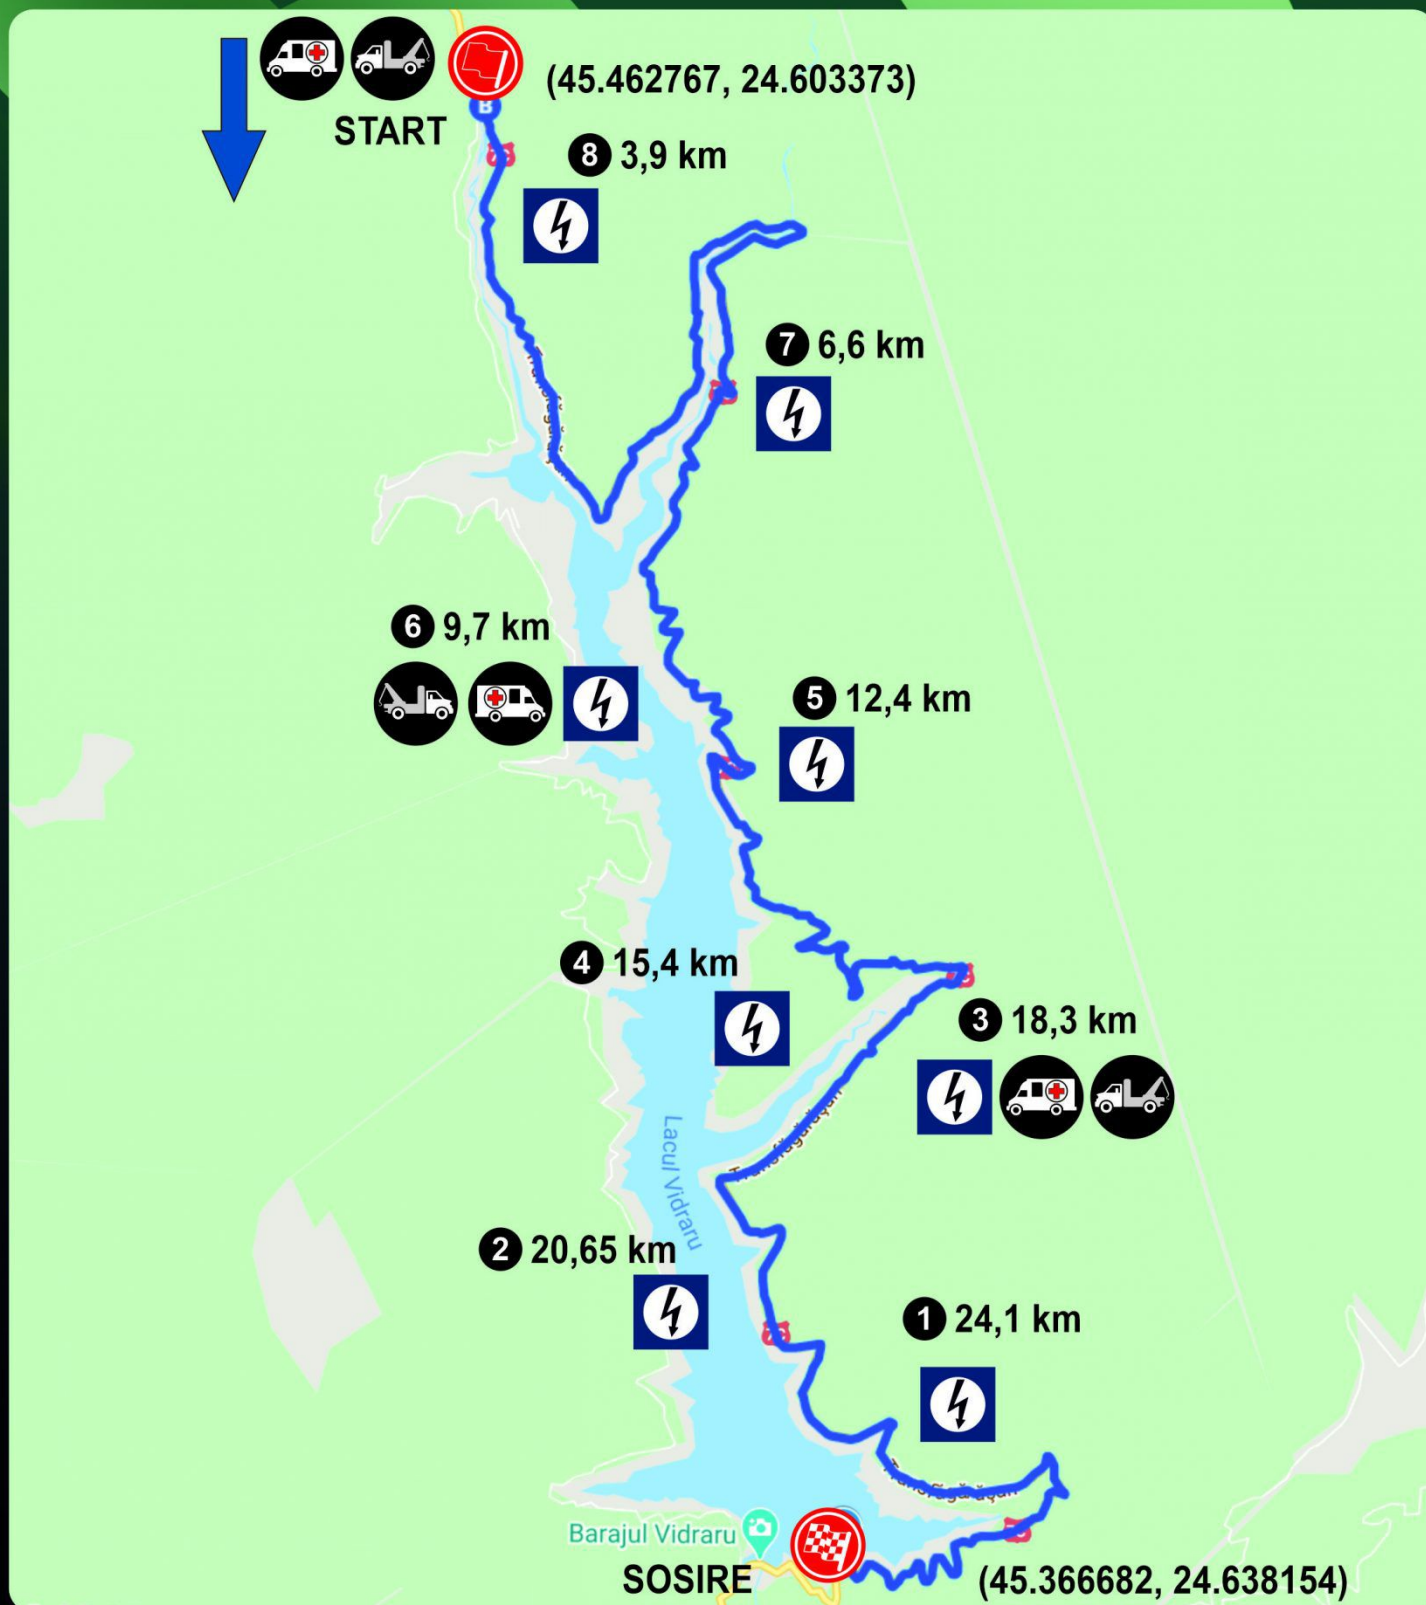 (45.462767, 24.603373)
START
B
8 3,9 km
7 6,6 km
6 9,7 km
5 12,4 km
4 15,4 km
3 18,3 km
Transfăgărășan
Lacul Vidraru
2 20,65 km
1 24,1 km
Barajul Vidraru
SOSIRE
(45.366682, 24.638154)